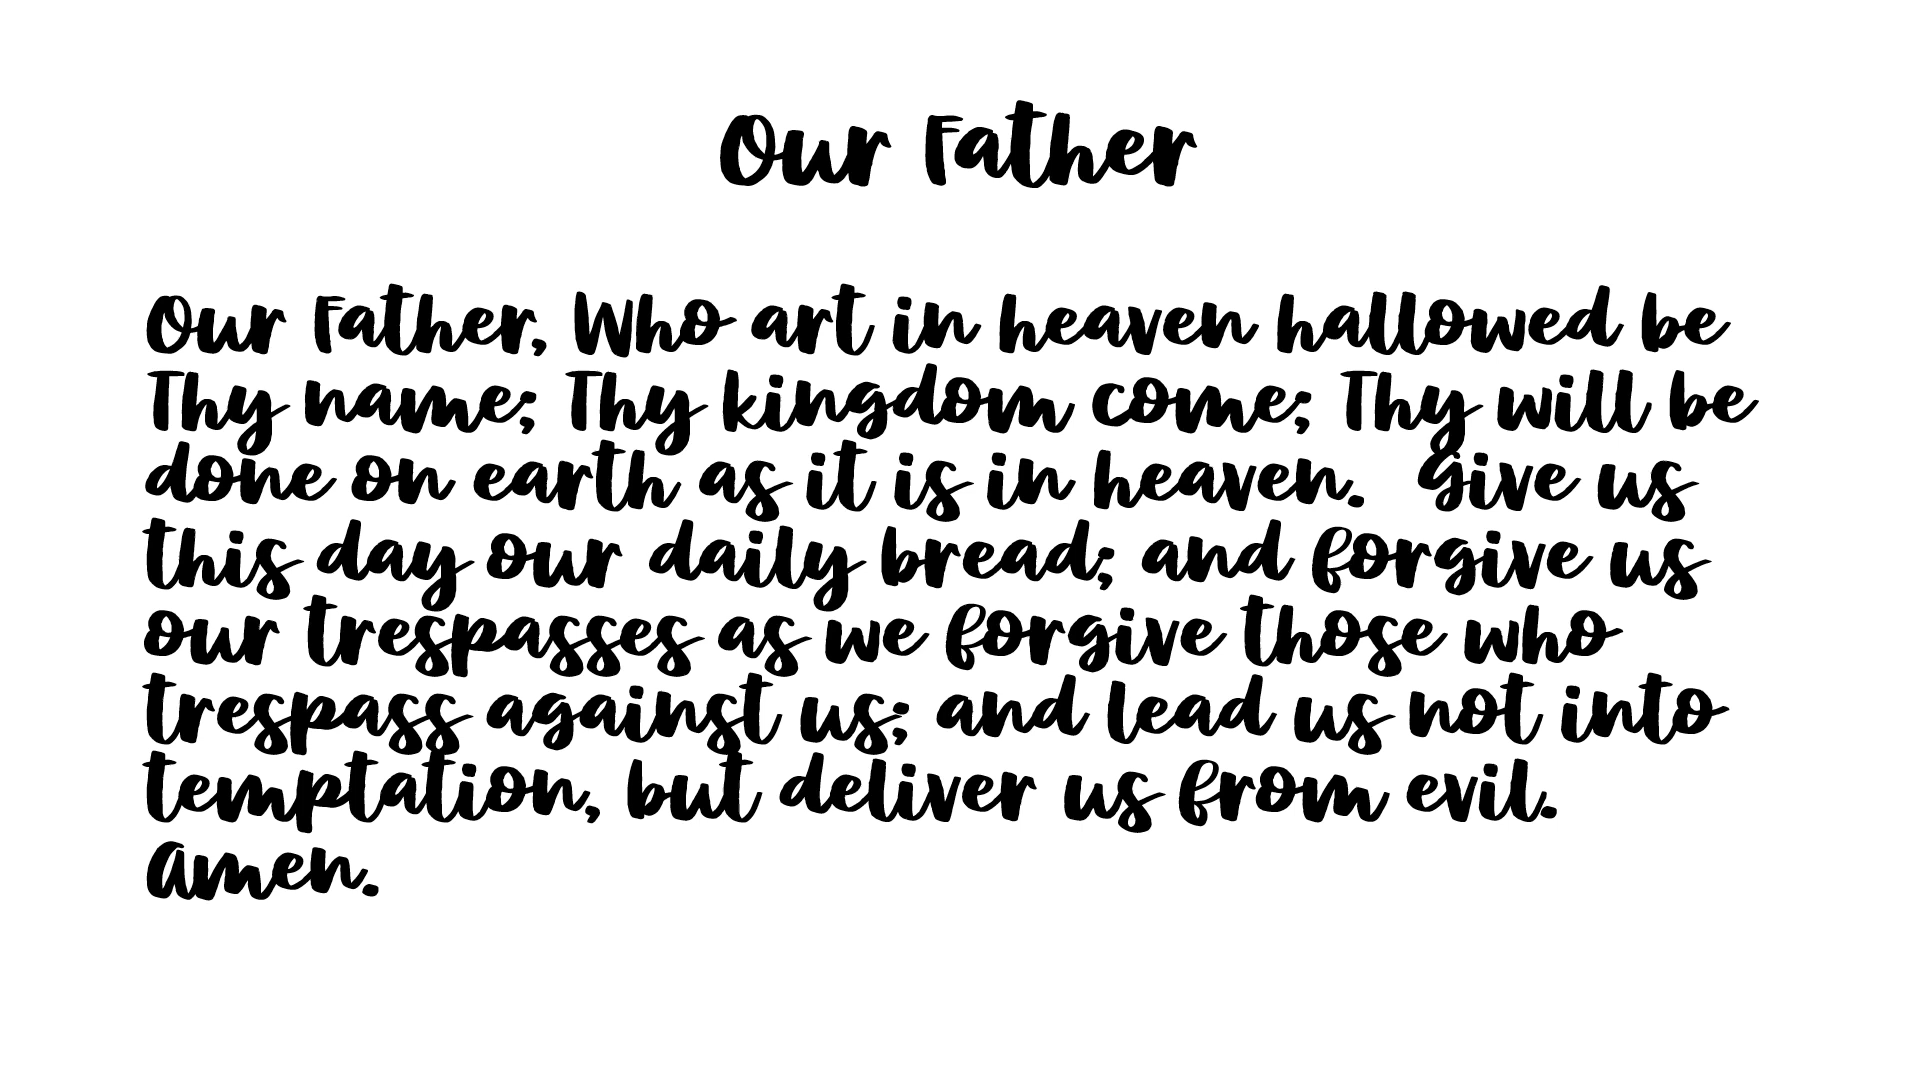 Our Father
Our Father, Who art in heaven hallowed be
Thy name; Thy kingdom come; Thy will be
done on earth as it is in heaven.   Give us
this day our daily bread; and forgive us
our trespasses as we forgive those who
trespass against us; and lead us not into
temptation, but deliver us from evil.
Amen.